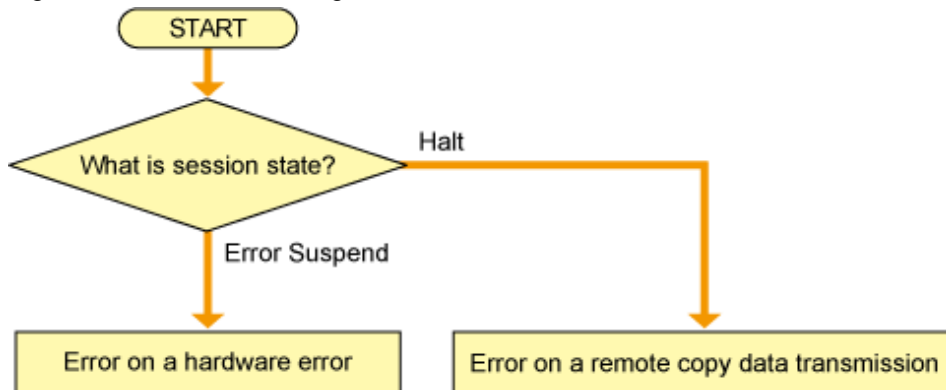 START
What is session state?
Halt
Error Suspend
Error on a hardware error
Error on a remote copy data transmission